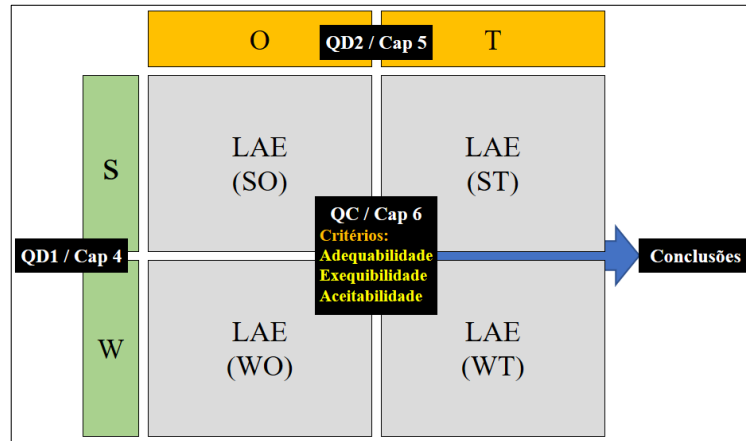 O
QD2 / Cap 5
T
S
LAE
(SO)
LAE
(ST)
QC / Cap 6
Critérios:
Adequabilidade
Exequibilidade
Aceitabilidade
QD1 / Cap 4
Conclusões
W
LAE
(WO)
LAE
(WT)